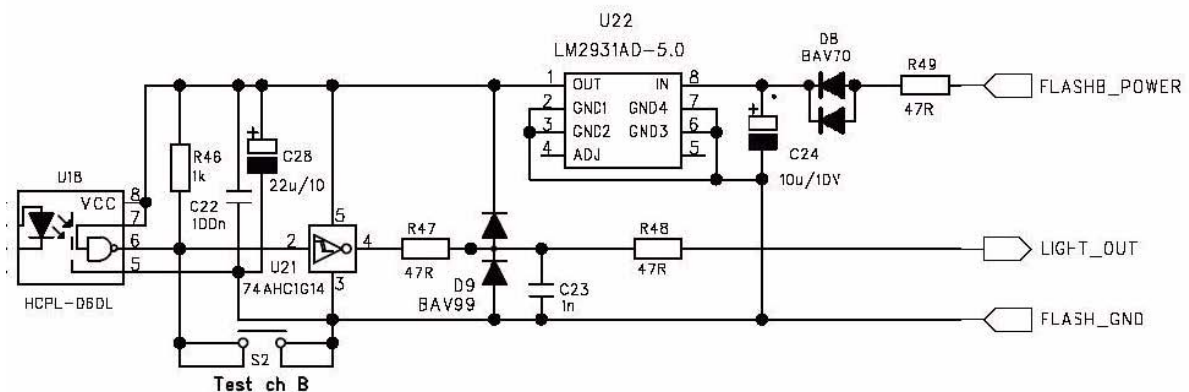 U22
LM2931AD-5.0
D8
BAV70
R49
47R
FLASHB_POWER
1 OUT IN 8
2 GND1 GND4 7
3 GND2 GND3 6
4 ADJ 5
C24
10u/10V
R46
1k
C28
22u/10
C22
100n
U18
VCC 8
7
6
5
HCPL-060L
2
5
4
3
U21
74AHC1G14
R47
47R
D9
BAV99
C23
1n
R48
47R
LIGHT_OUT
FLASH_GND
S2
Test ch B